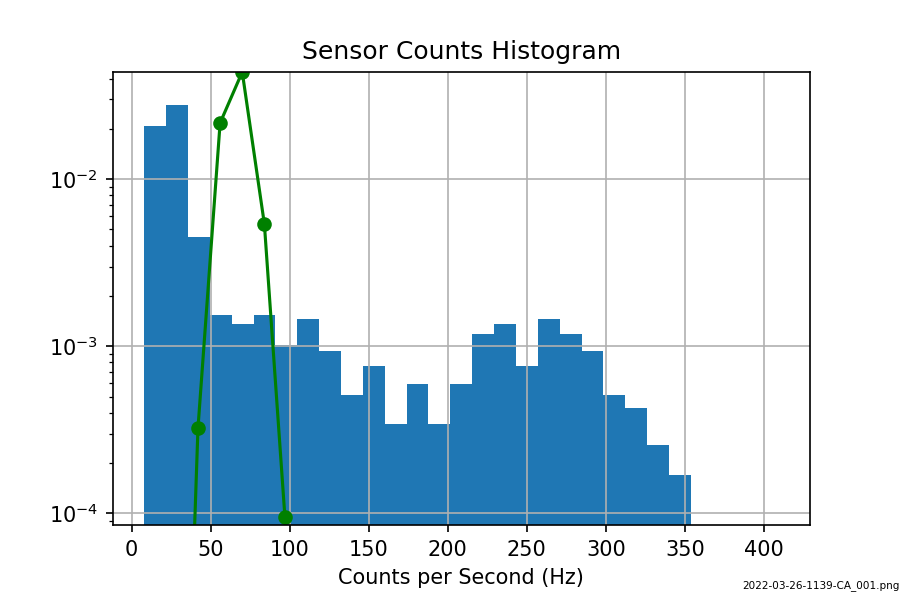 Sensor Counts Histogram
10⁻²
10⁻³
10⁻⁴
0 50 100 150 200 250 300 350 400
Counts per Second (Hz)
2022-03-26-1139-CA_001.png